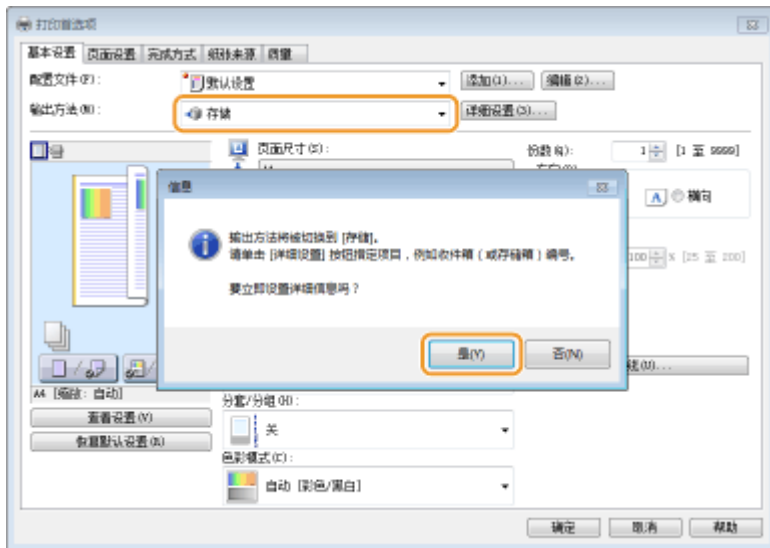 打印首选项
基本设置 页面设置 完成方式 纸张来源 质量
配置文件(F): 默认设置 添加(1)... 编辑(2)...
输出方法(M): 存储 详细设置(3)...
页面尺寸(S): 份数(Q): 1 [1 至 9999]
信息
输出方法将被切换到 [存储]。
请单击 [详细设置] 按钮指定项目，例如收件箱（或存储箱）编号。
要立即设置详细信息吗？
是(Y) 否(N)
A 横向
100 % [25 至 200]
(U)...
A4 [缩放: 自动]
查看设置(V)
恢复默认设置(R)
分套/分组(H):
关
色彩模式(C):
自动 [彩色/黑白]
确定 取消 帮助